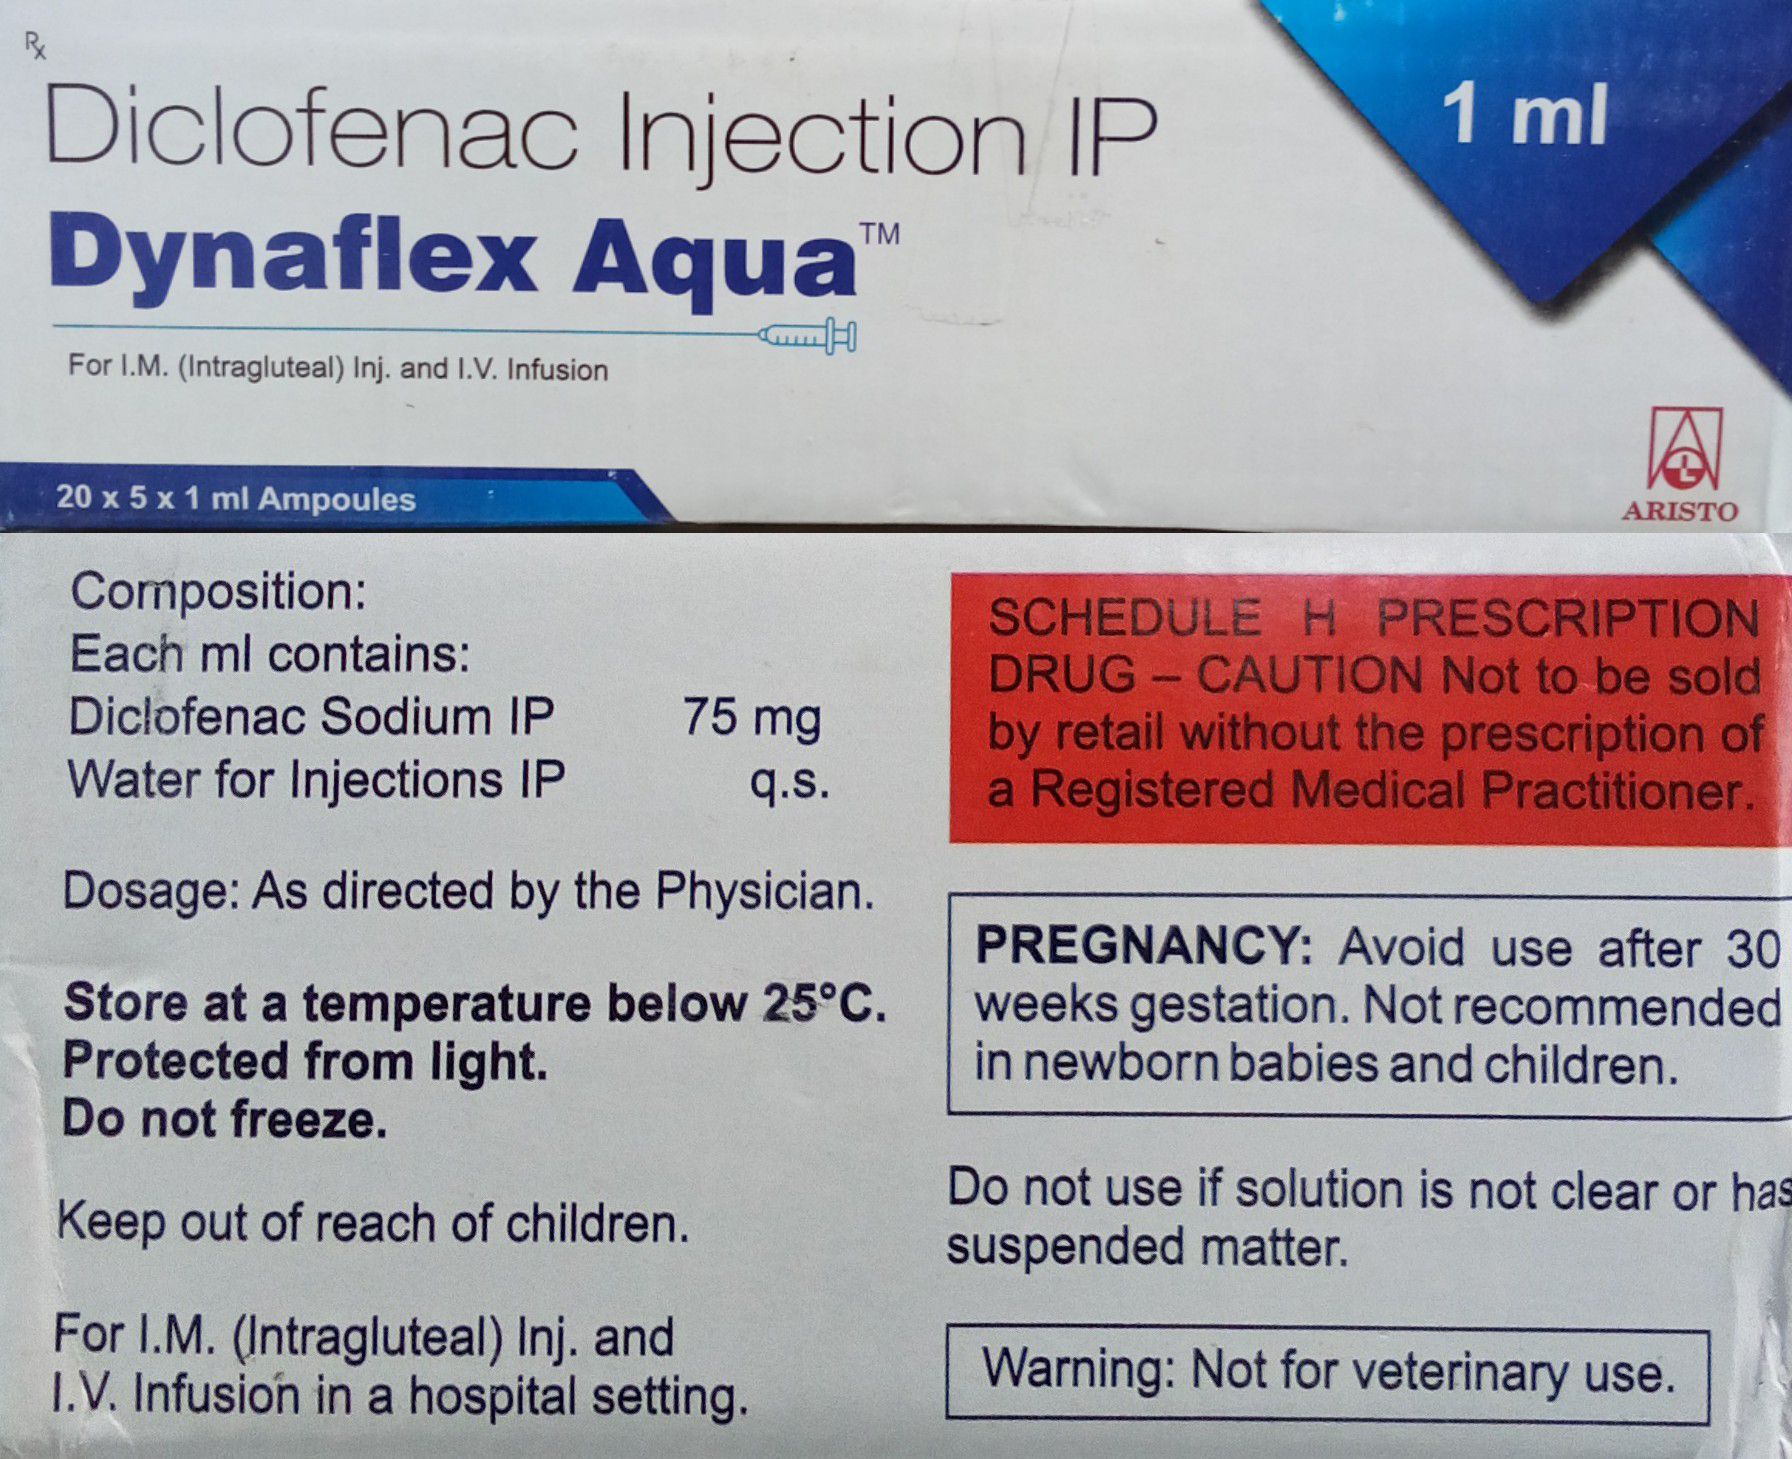 Rx
Diclofenac Injection IP
1 ml
Dynaflex Aqua™
For I.M. (Intragluteal) Inj. and I.V. Infusion
20 x 5 x 1 ml Ampoules
ARISTO
Composition:
Each ml contains:
Diclofenac Sodium IP 75 mg
Water for Injections IP q.s.
Dosage: As directed by the Physician.
Store at a temperature below 25°C.
Protected from light.
Do not freeze.
Keep out of reach of children.
For I.M. (Intragluteal) Inj. and
I.V. Infusion in a hospital setting.
SCHEDULE H PRESCRIPTION
DRUG – CAUTION Not to be sold
by retail without the prescription of
a Registered Medical Practitioner.
PREGNANCY: Avoid use after 30
weeks gestation. Not recommended
in newborn babies and children.
Do not use if solution is not clear or has
suspended matter.
Warning: Not for veterinary use.